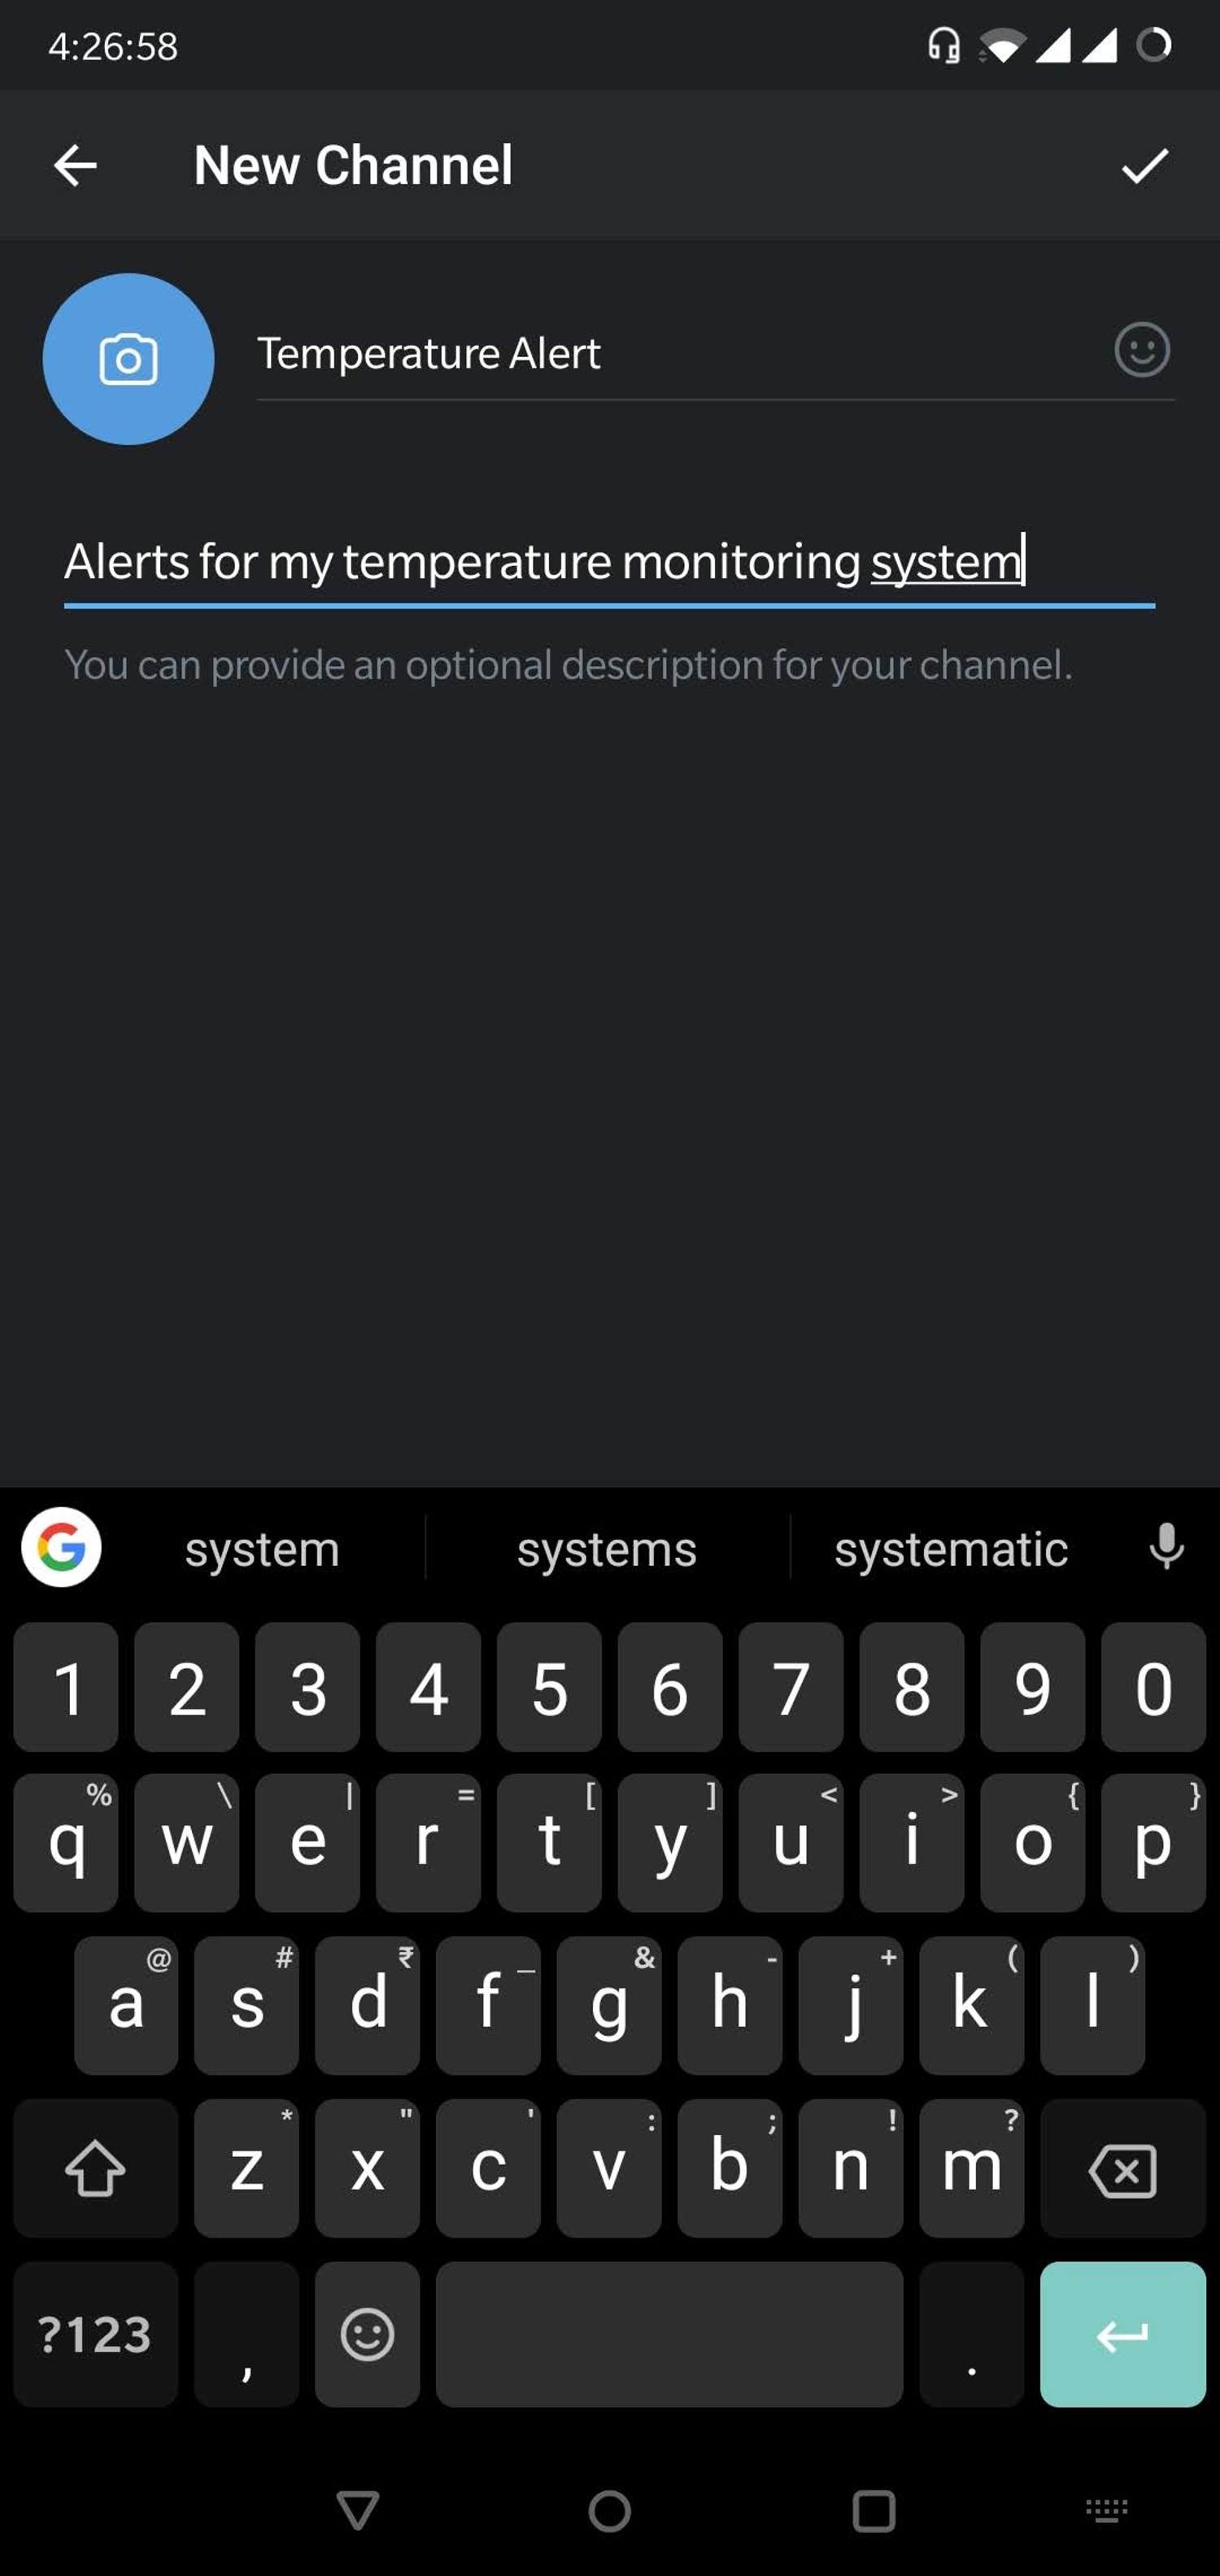 4:26:58
New Channel
Temperature Alert
Alerts for my temperature monitoring system
You can provide an optional description for your channel.
G system systems systematic
1 2 3 4 5 6 7 8 9 0
% \ | = [ ] < > { }
q w e r t y u i o p
@ # ₹ _ & - + ( )
a s d f g h j k l
* " ' : ; ! ?
z x c v b n m
?123 , .